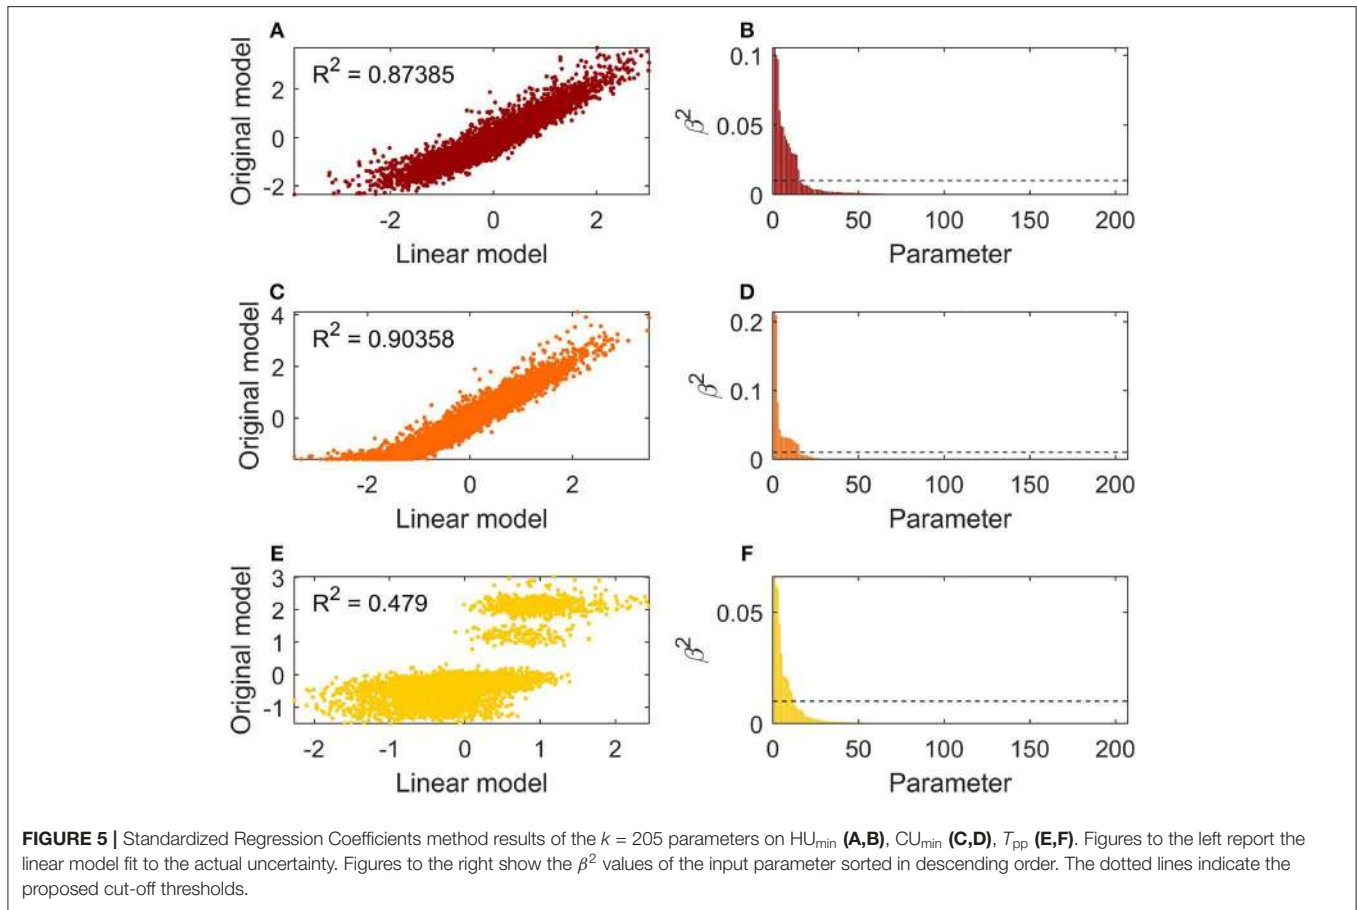 A
Original model
2
0
-2
R² = 0.87385
-2 0 2
Linear model
B
β²
0.1
0.05
0
0 50 100 150 200
Parameter
C
Original model
4
2
0
R² = 0.90358
-2 0 2
Linear model
D
β²
0.2
0.1
0
0 50 100 150 200
Parameter
E
Original model
3
2
1
0
-1
R² = 0.479
-2 -1 0 1 2
Linear model
F
β²
0.05
0
0 50 100 150 200
Parameter
FIGURE 5 | Standardized Regression Coefficients method results of the k = 205 parameters on HUmin (A,B), CUmin (C,D), Tpp (E,F). Figures to the left report the
linear model fit to the actual uncertainty. Figures to the right show the β² values of the input parameter sorted in descending order. The dotted lines indicate the
proposed cut-off thresholds.